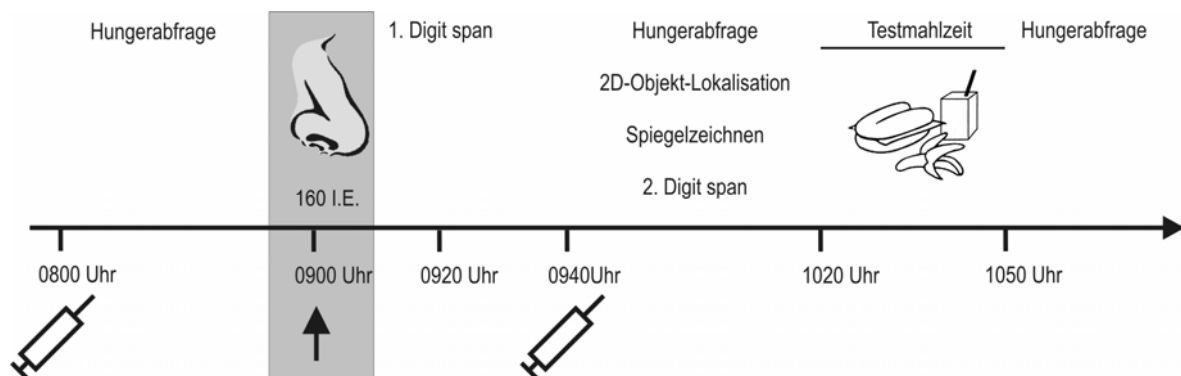 Hungerabfrage
1. Digit span
Hungerabfrage
Testmahlzeit
Hungerabfrage
2D-Objekt-Lokalisation
Spiegelzeichnen
2. Digit span
160 I.E.
0800 Uhr
0900 Uhr
0920 Uhr
0940Uhr
1020 Uhr
1050 Uhr